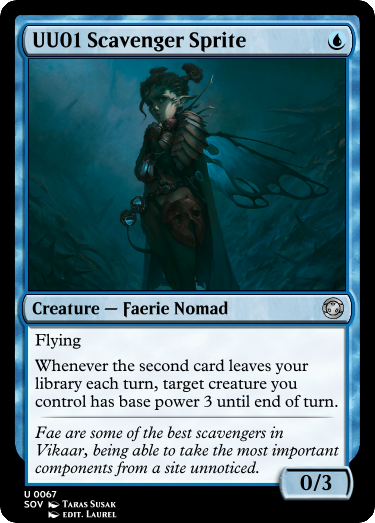 UU01 Scavenger Sprite
Creature — Faerie Nomad
Flying
Whenever the second card leaves your
library each turn, target creature you
control has base power 3 until end of turn.
Fae are some of the best scavengers in
Vikaar, being able to take the most important
components from a site unnoticed.
0/3
U 0067
SOV TARAS SUSAK
EDIT. LAUREL